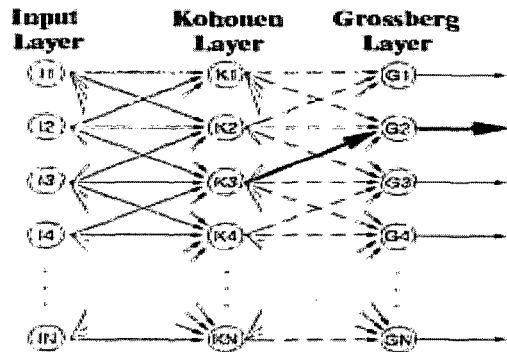 Input Kohonen Grossberg
Layer Layer Layer
I1 K1 G1
I2 K2 G2
I3 K3 G3
I4 K4 G4
IN KN GN